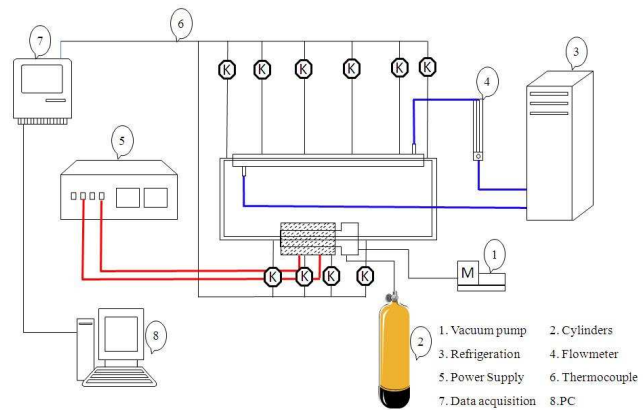 6
7
K K K K K K
3
4
5
K K K K
M
1
8
2
1. Vacuum pump 2. Cylinders
3. Refrigeration 4. Flowmeter
5. Power Supply 6. Thermocouple
7. Data acquisition 8.PC